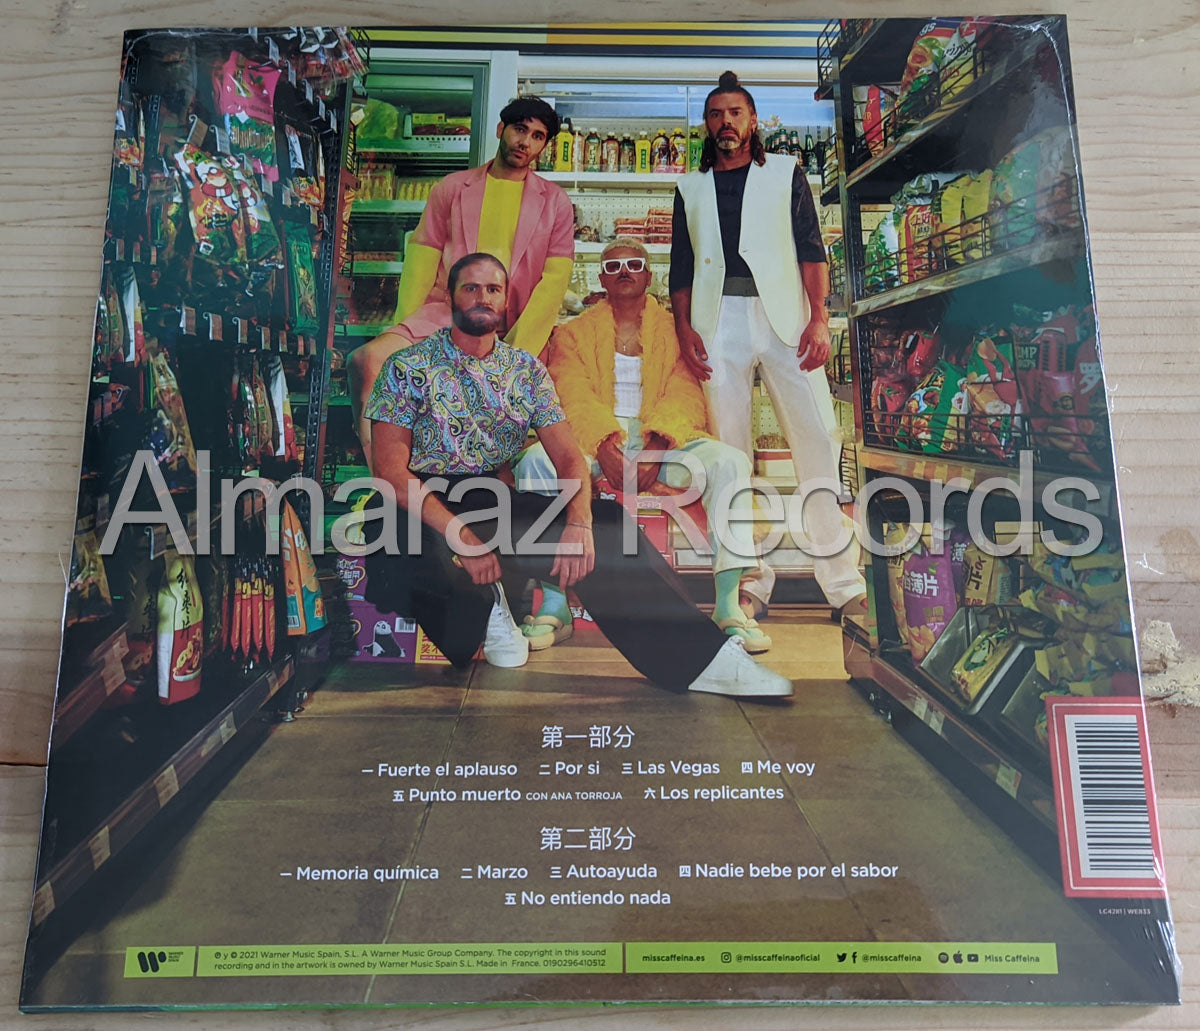 Almaraz Records
第一部分
一 Fuerte el aplauso 二 Por si 三 Las Vegas 四 Me voy
五 Punto muerto CON ANA TORROJA 六 Los replicantes
第二部分
一 Memoria química 二 Marzo 三 Autoayuda 四 Nadie bebe por el sabor
五 No entiendo nada
LC4281 | WE833
WARNER MUSIC SPAIN
℗ y © 2021 Warner Music Spain, S.L. A Warner Music Group Company. The copyright in this sound
recording and in the artwork is owned by Warner Music Spain S.L. Made in France. 0190296410512
misscaffeina.es @misscaffeinaoficial @misscaffeina Miss Caffeina